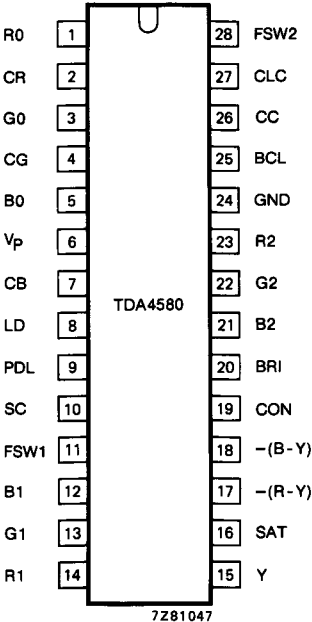 R0 1 28 FSW2
CR 2 27 CLC
G0 3 26 CC
CG 4 25 BCL
B0 5 24 GND
VP 6 23 R2
CB 7 22 G2
TDA4580
LD 8 21 B2
PDL 9 20 BRI
SC 10 19 CON
FSW1 11 18 -(B-Y)
B1 12 17 -(R-Y)
G1 13 16 SAT
R1 14 15 Y
7Z81047